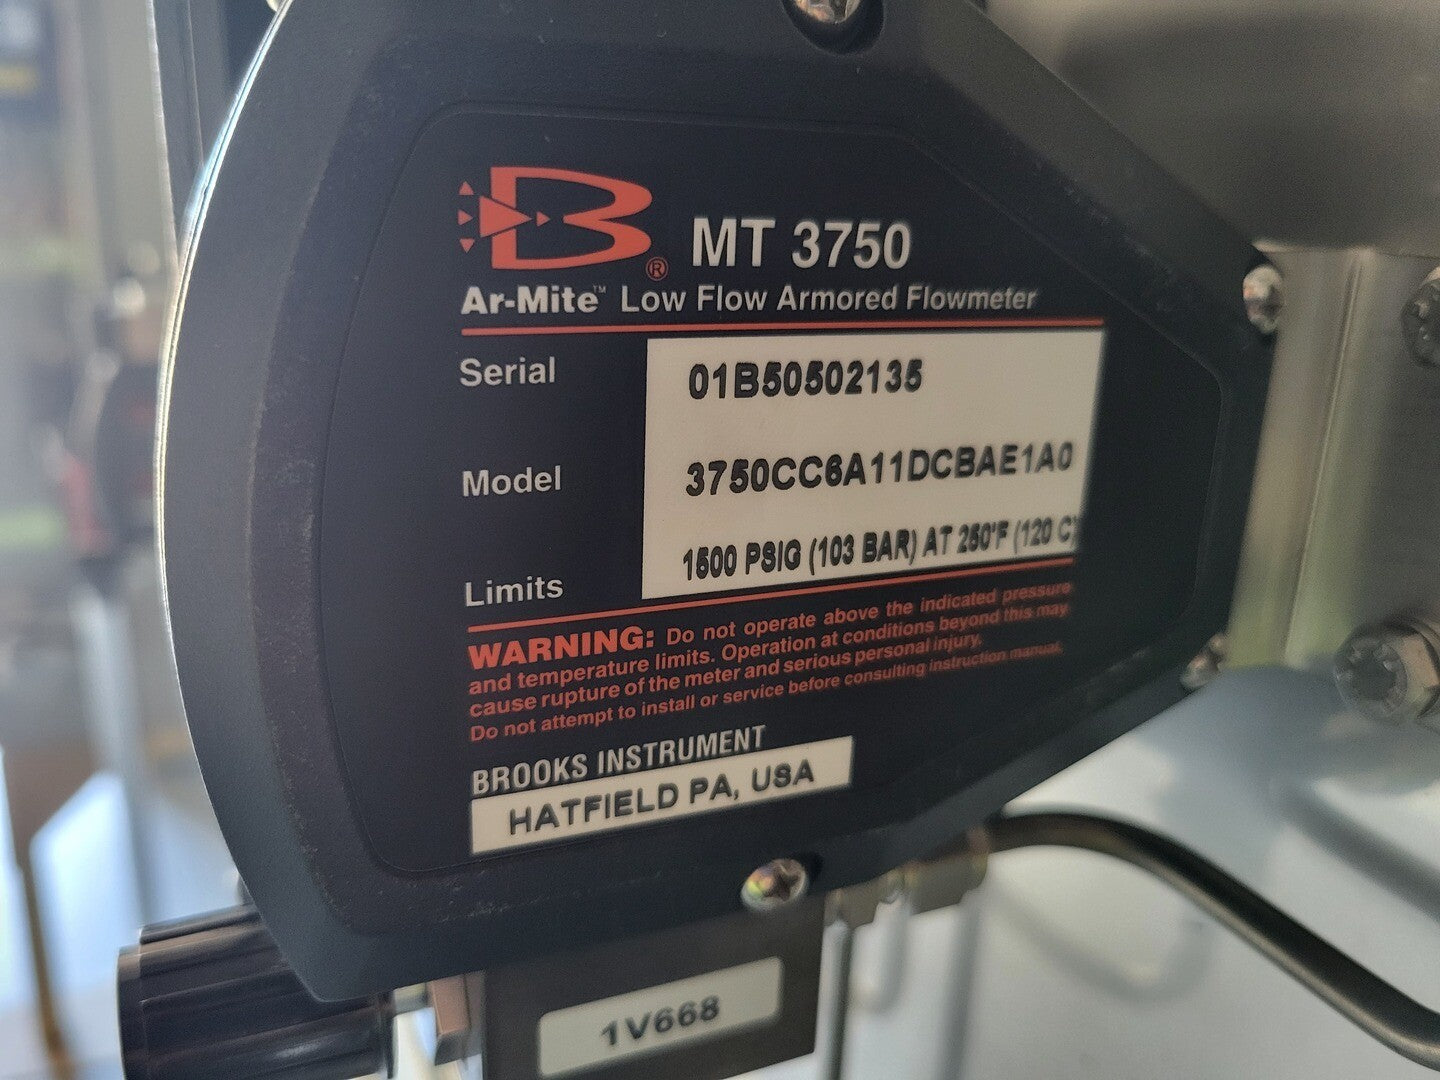 B®
MT 3750
Ar-Mite™ Low Flow Armored Flowmeter
Serial 01B50502135
Model 3750CC6A11DCBAE1A0
Limits 1500 PSIG (103 BAR) AT 250°F (120 C)
WARNING: Do not operate above the indicated pressure
and temperature limits. Operation at conditions beyond this may
cause rupture of the meter and serious personal injury.
Do not attempt to install or service before consulting instruction manual.
BROOKS INSTRUMENT
HATFIELD PA, USA
1V668